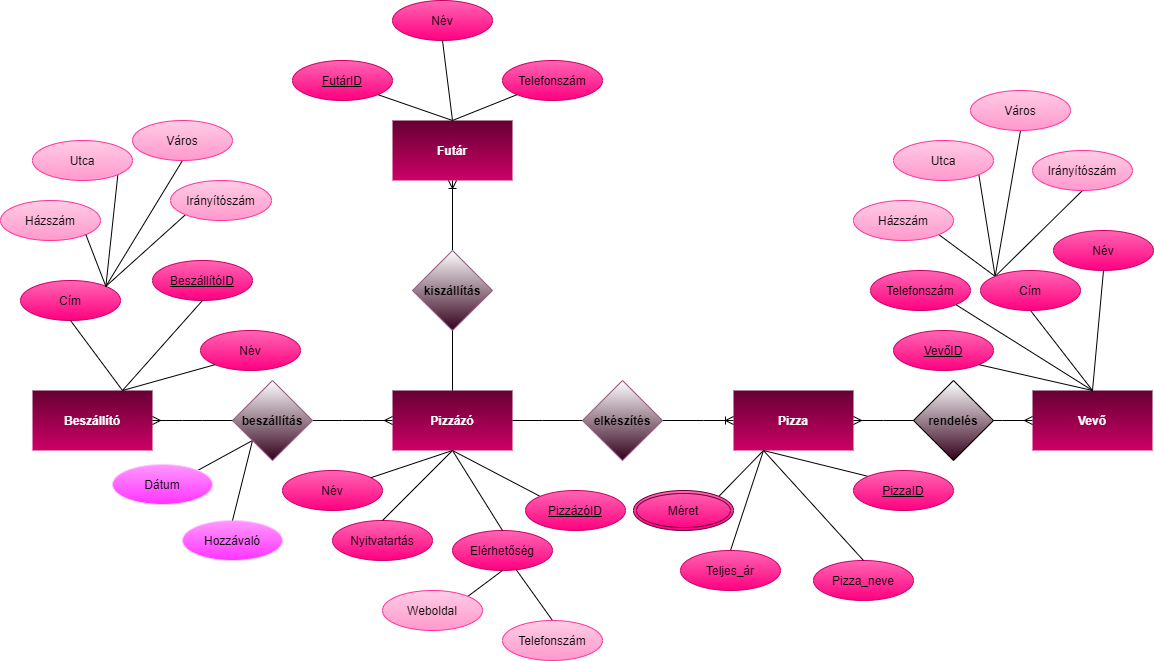 Név
FutárID
Telefonszám
Futár
Város
Utca
Irányítószám
Házszám
BeszállítóID
Cím
Név
kiszállítás
Város
Utca
Irányítószám
Házszám
Név
Telefonszám
Cím
VevőID
Beszállító
beszállítás
Pizzázó
elkészítés
Pizza
rendelés
Vevő
Dátum
Hozzávaló
Név
Nyitvatartás
PizzázóID
Elérhetőség
Weboldal
Telefonszám
Méret
PizzaID
Teljes_ár
Pizza_neve